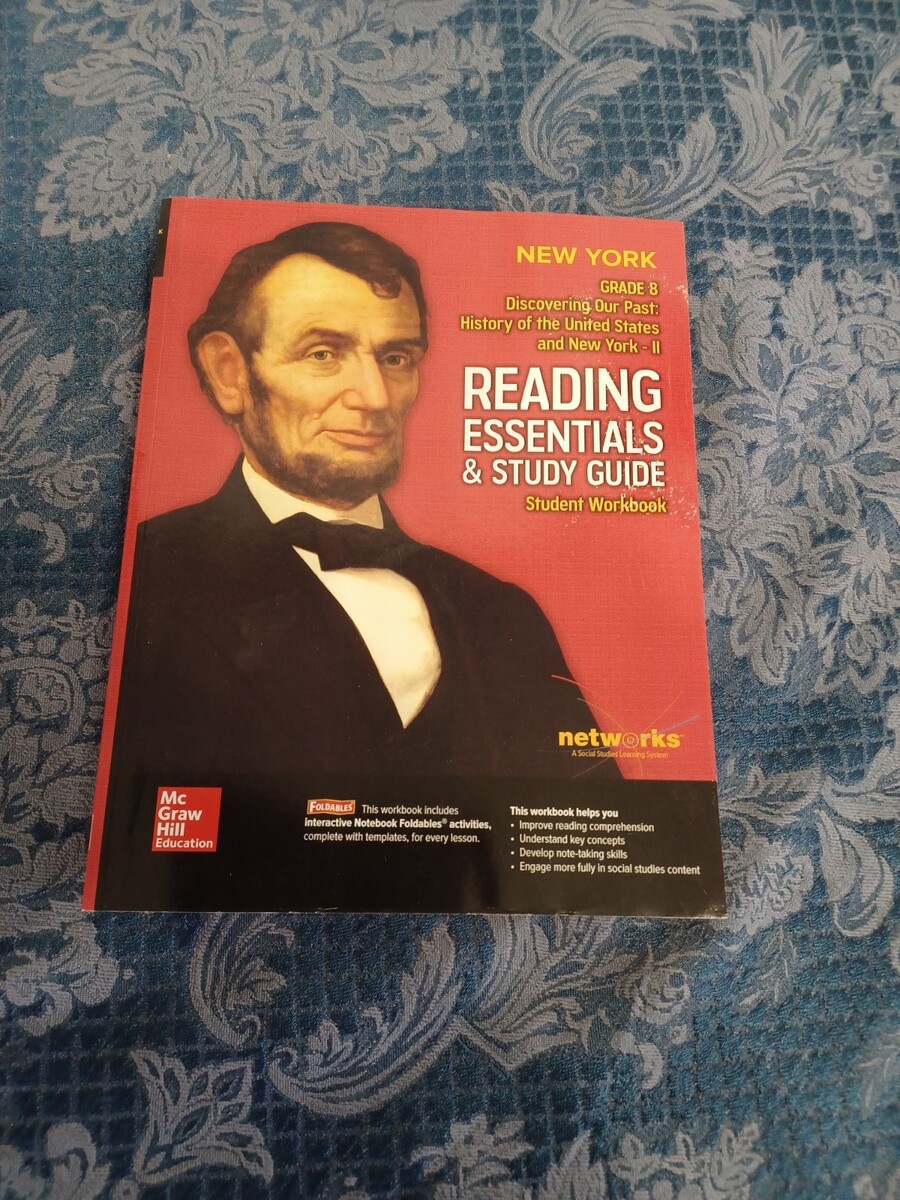 NEW YORK
GRADE 8
Discovering Our Past:
History of the United States
and New York - II
READING
ESSENTIALS
& STUDY GUIDE
Student Workbook
networks™
A Social Studies Learning System
Mc
Graw
Hill
Education
FOLDABLES This workbook includes
interactive Notebook Foldables® activities,
complete with templates, for every lesson.
This workbook helps you
• Improve reading comprehension
• Understand key concepts
• Develop note-taking skills
• Engage more fully in social studies content